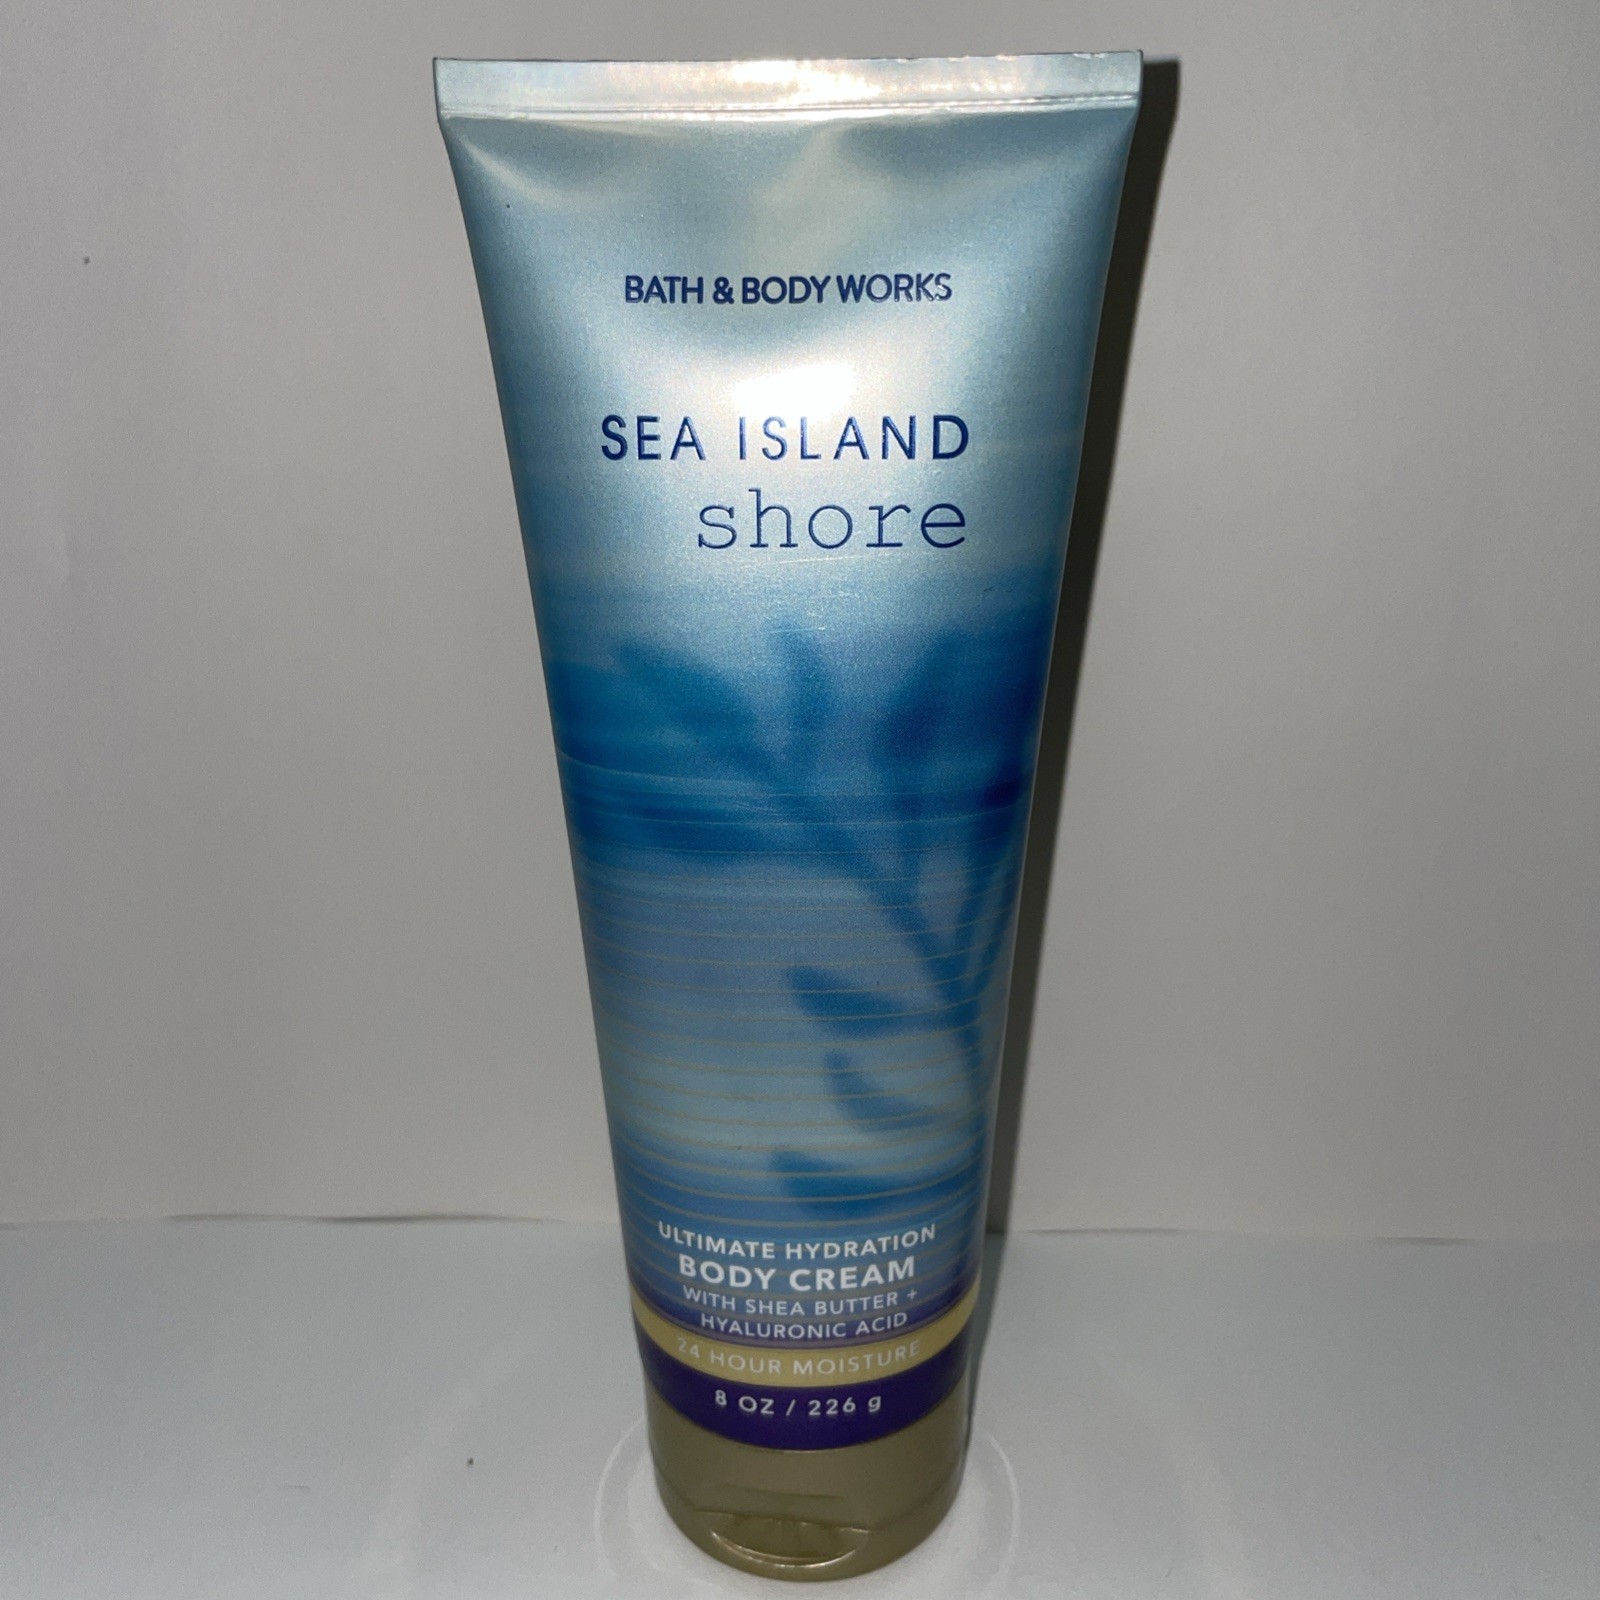 BATH & BODY WORKS
SEA ISLAND
shore
ULTIMATE HYDRATION
BODY CREAM
WITH SHEA BUTTER +
HYALURONIC ACID
24 HOUR MOISTURE
8 OZ / 226 g